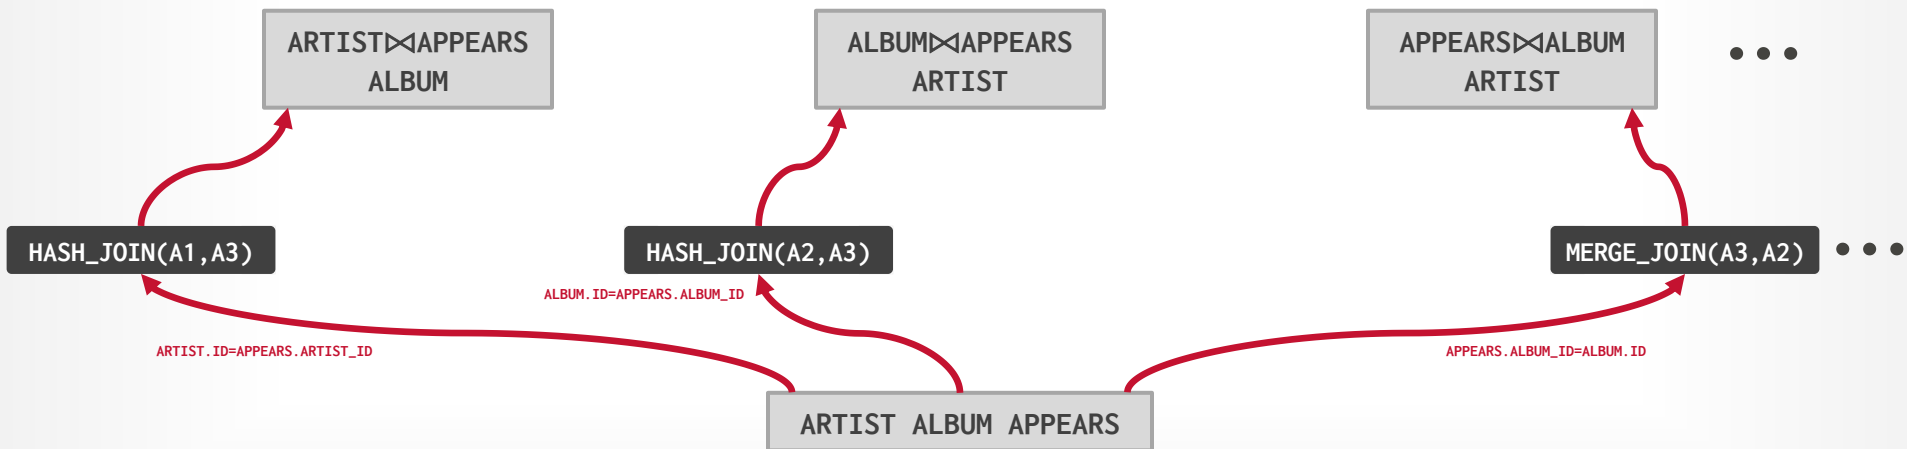 ARTIST⋈APPEARS
ALBUM
ALBUM⋈APPEARS
ARTIST
APPEARS⋈ALBUM
ARTIST
•••
HASH_JOIN(A1,A3)
HASH_JOIN(A2,A3)
MERGE_JOIN(A3,A2)
•••
ALBUM.ID=APPEARS.ALBUM_ID
ARTIST.ID=APPEARS.ARTIST_ID
APPEARS.ALBUM_ID=ALBUM.ID
ARTIST ALBUM APPEARS